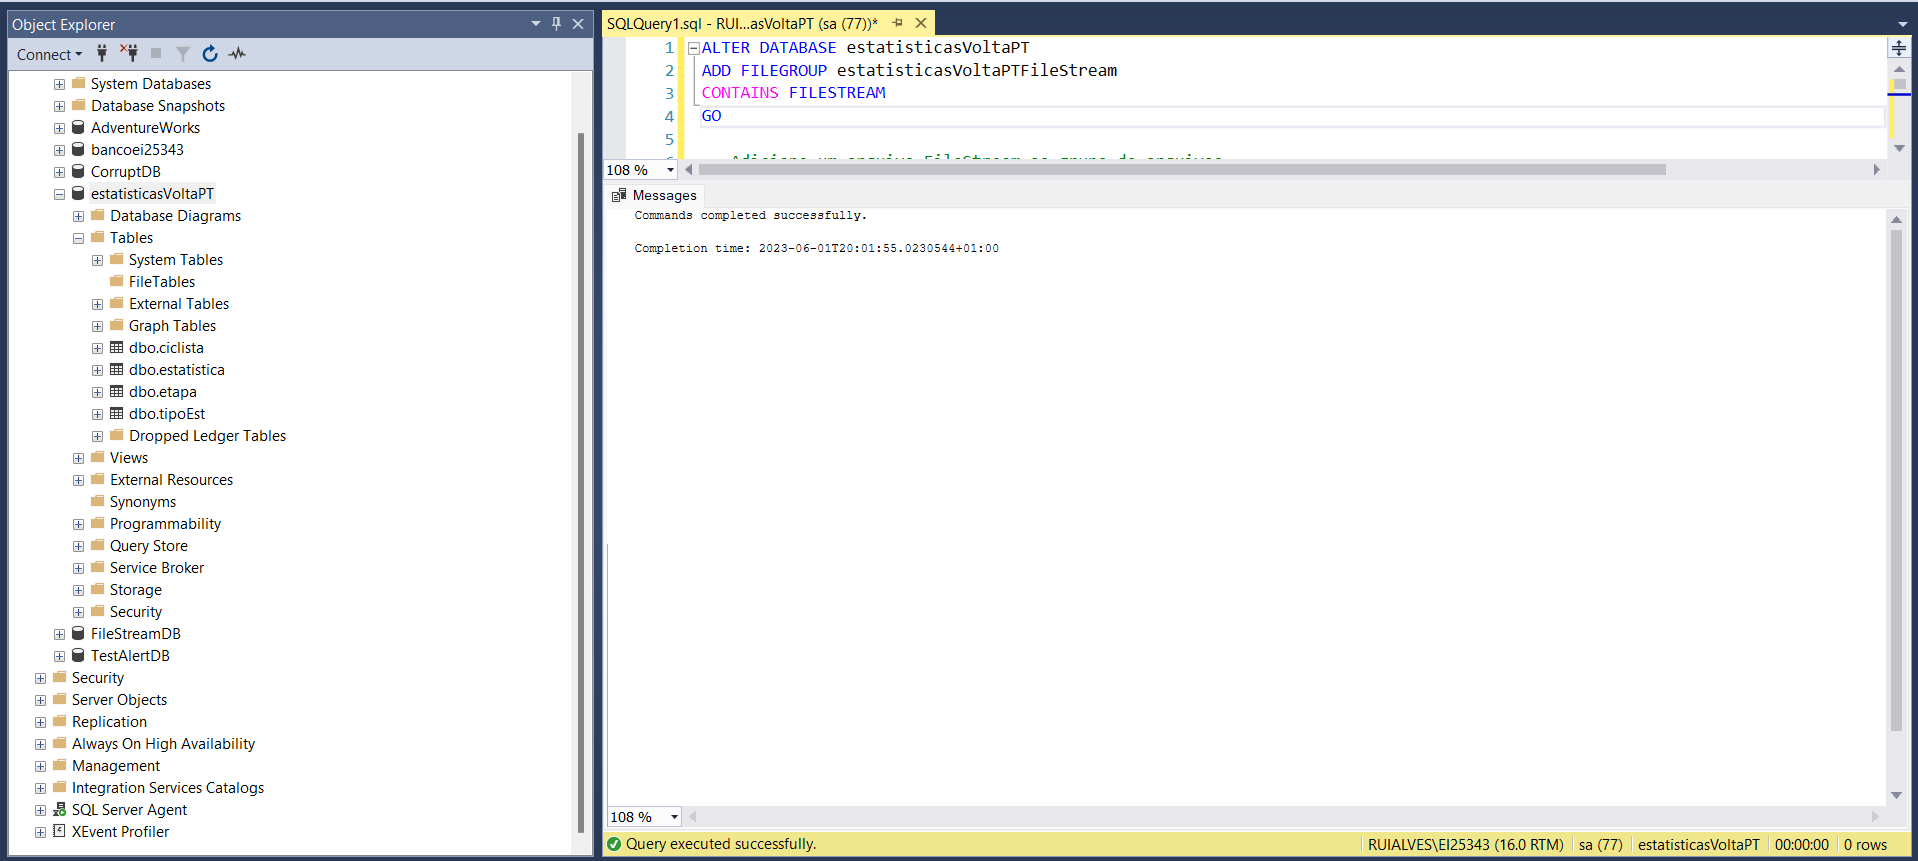 Object Explorer
Connect
System Databases
Database Snapshots
AdventureWorks
bancoei25343
CorruptDB
estatisticasVoltaPT
Database Diagrams
Tables
System Tables
FileTables
External Tables
Graph Tables
dbo.ciclista
dbo.estatistica
dbo.etapa
dbo.tipoEst
Dropped Ledger Tables
Views
External Resources
Synonyms
Programmability
Query Store
Service Broker
Storage
Security
FileStreamDB
TestAlertDB
Security
Server Objects
Replication
Always On High Availability
Management
Integration Services Catalogs
SQL Server Agent
XEvent Profiler
SQLQuery1.sql - RUI...asVoltaPT (sa (77))*
1 ALTER DATABASE estatisticasVoltaPT
2 ADD FILEGROUP estatisticasVoltaPTFileStream
3 CONTAINS FILESTREAM
4 GO
5
108 %
Messages
Commands completed successfully.
Completion time: 2023-06-01T20:01:55.0230544+01:00
108 %
Query executed successfully.
RUIALVES\EI25343 (16.0 RTM)
sa (77)
estatisticasVoltaPT
00:00:00
0 rows